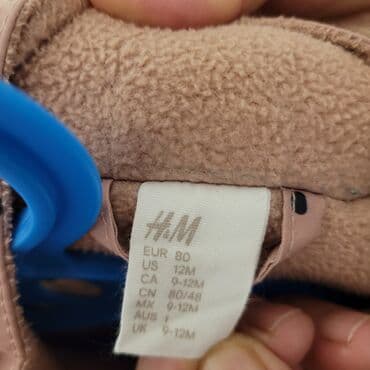 H&M
EUR 80
US 12M
CA 9-12M
CN 80/48
MX 9-12M
AUS 1
UK 9-12M